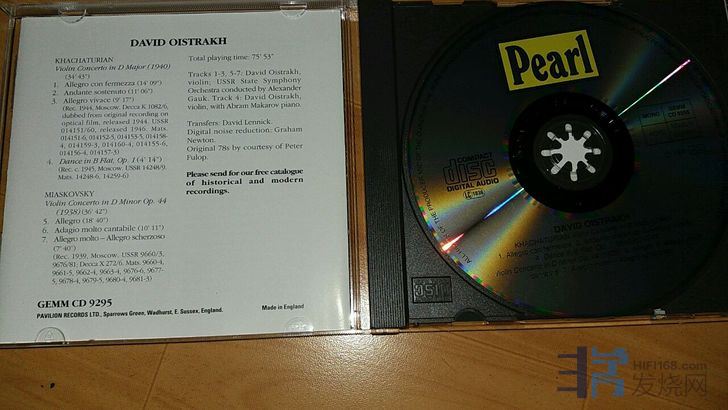 DAVID OISTRAKH
KHACHATURIAN
Violin Concerto in D Major (1940)
(34' 43")
1. Allegro con fermezza (14' 09")
2. Andante sostenuto (11' 06")
3. Allegro vivace (9' 17")
(Rec. 1944, Moscow. Decca K 1082/6,
dubbed from original recording on
optical film, released 1944. USSR
014151/60, released 1946. Mats.
014151-6, 014152-5, 014153-5, 014158-
4, 014159-3, 014160-4, 014155-6,
014156-4, 014157-3)
4. Dance in B Flat, Op. 1 (4' 14")
(Rec. c. 1945, Moscow. USSR 14248/9.
Mats. 14248-6, 14259-6)
MIASKOVSKY
Violin Concerto in D Minor Op. 44
(1938) (36' 42")
5. Allegro (18' 40")
6. Adagio molto cantabile (10' 11")
7. Allegro molto – Allegro scherzoso
(7' 40")
(Rec. 1939, Moscow. USSR 9660/3,
9676/81; Decca X 272/6. Mats. 9660-4,
9661-5, 9662-4, 9663-4, 9676-6, 9677-
5, 9678-4, 9679-5, 9680-4, 9681-3)
GEMM CD 9295
PAVILION RECORDS LTD., Sparrows Green, Wadhurst, E. Sussex, England.
Made in England
Total playing time: 75' 53"
Tracks 1-3, 5-7: David Oistrakh,
violin; USSR State Symphony
Orchestra conducted by Alexander
Gauk. Track 4: David Oistrakh,
violin, with Abram Makarov piano.
Transfers: David Lennick.
Digital noise reduction: Graham
Newton.
Original 78s by courtesy of Peter
Fulop.
Please send for our free catalogue
of historical and modern
recordings.
Pearl
MONO
GEMM
CD 9295
COMPACT
disc
DIGITAL AUDIO
DAVID OISTRAKH
KHACHATURIAN
HIFI168.com
发烧网